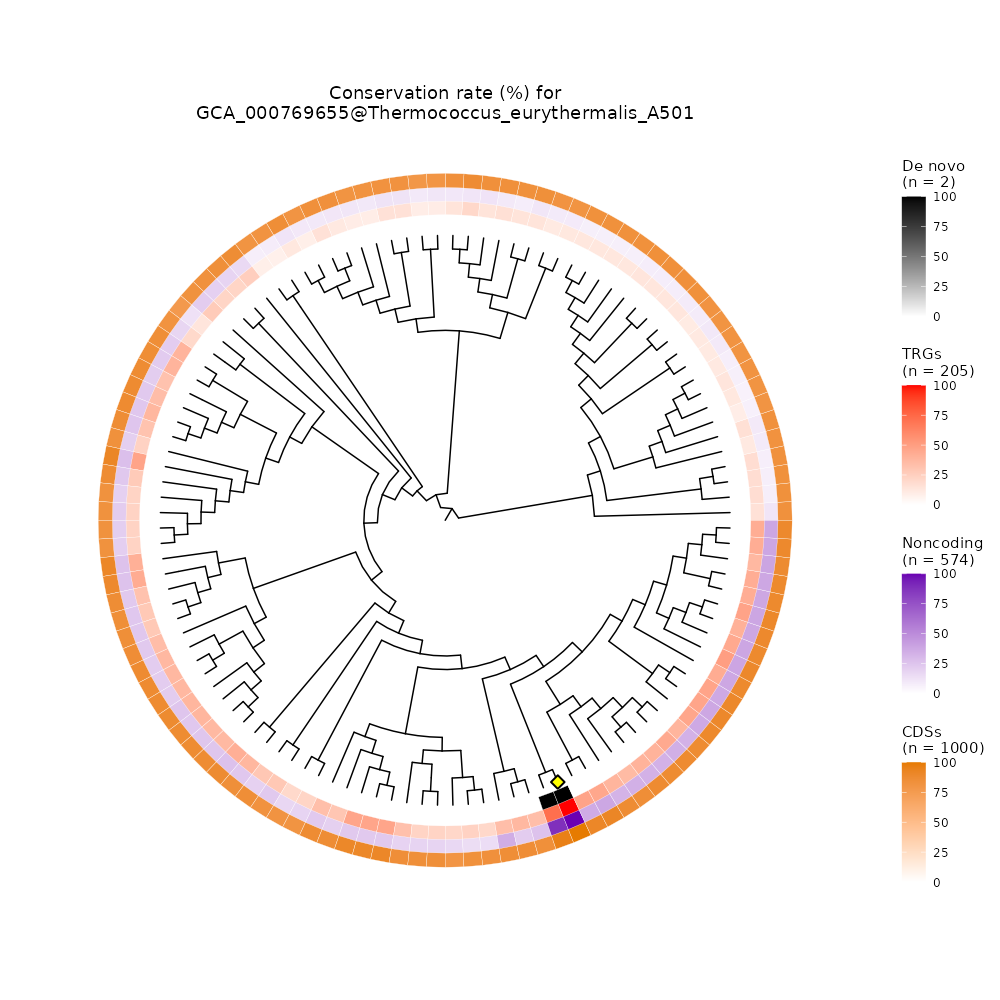 Conservation rate (%) for
GCA_000769655@Thermococcus_eurythermalis_A501
De novo
(n = 2)
100
75
50
25
0
TRGs
(n = 205)
100
75
50
25
0
Noncoding
(n = 574)
100
75
50
25
0
CDSs
(n = 1000)
100
75
50
25
0